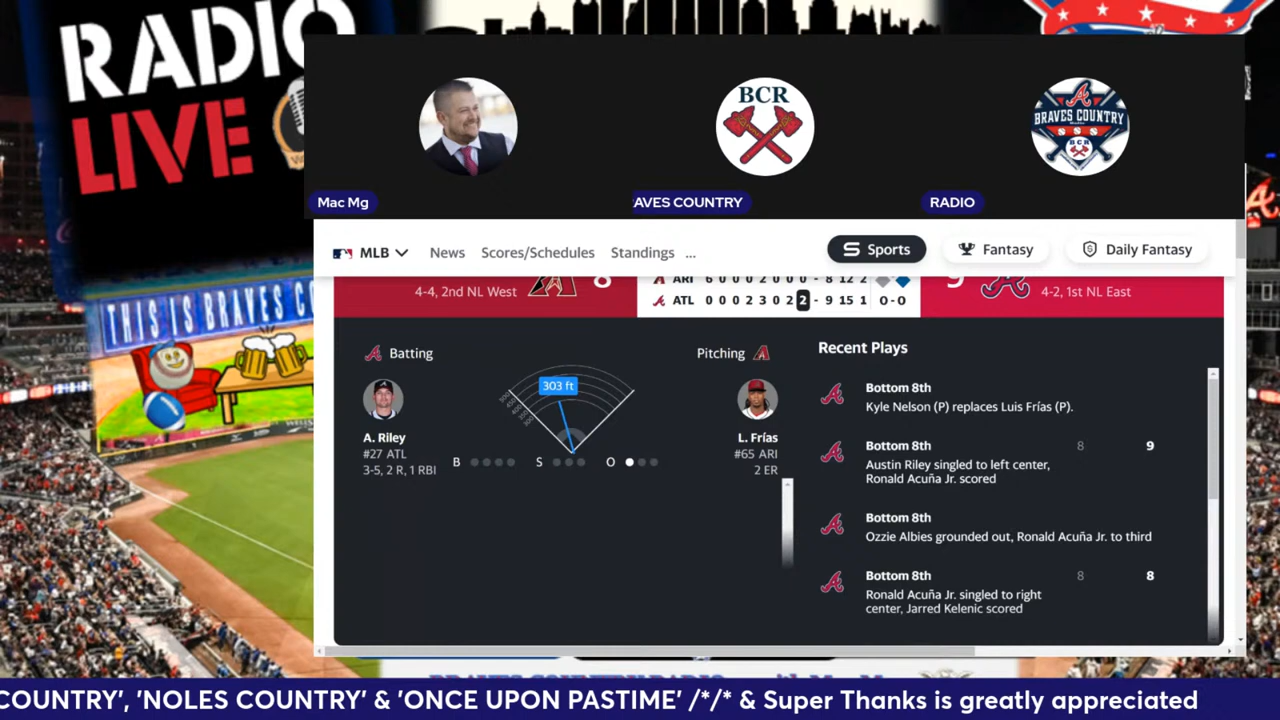 RADIO
LIVE
THIS IS BRAVES CO
BCR
BRAVES COUNTRY
BCR
Mac Mg
AVES COUNTRY
RADIO
MLB
News
Scores/Schedules
Standings
...
Sports
Fantasy
Daily Fantasy
4-4, 2nd NL West
8
ARI 6 0 0 0 2 0 0 0 - 8 12 2
ATL 0 0 0 2 3 0 2 2 - 9 15 1
0-0
9
4-2, 1st NL East
Batting
Pitching
303 ft
A. Riley
#27 ATL
3-5, 2 R, 1 RBI
B
S
O
L. Frías
#65 ARI
2 ER
Recent Plays
Bottom 8th
Kyle Nelson (P) replaces Luis Frías (P).
Bottom 8th 8 9
Austin Riley singled to left center,
Ronald Acuña Jr. scored
Bottom 8th
Ozzie Albies grounded out, Ronald Acuña Jr. to third
Bottom 8th 8 8
Ronald Acuña Jr. singled to right
center, Jarred Kelenic scored
COUNTRY', 'NOLES COUNTRY' & 'ONCE UPON PASTIME' /*/* & Super Thanks is greatly appreciated